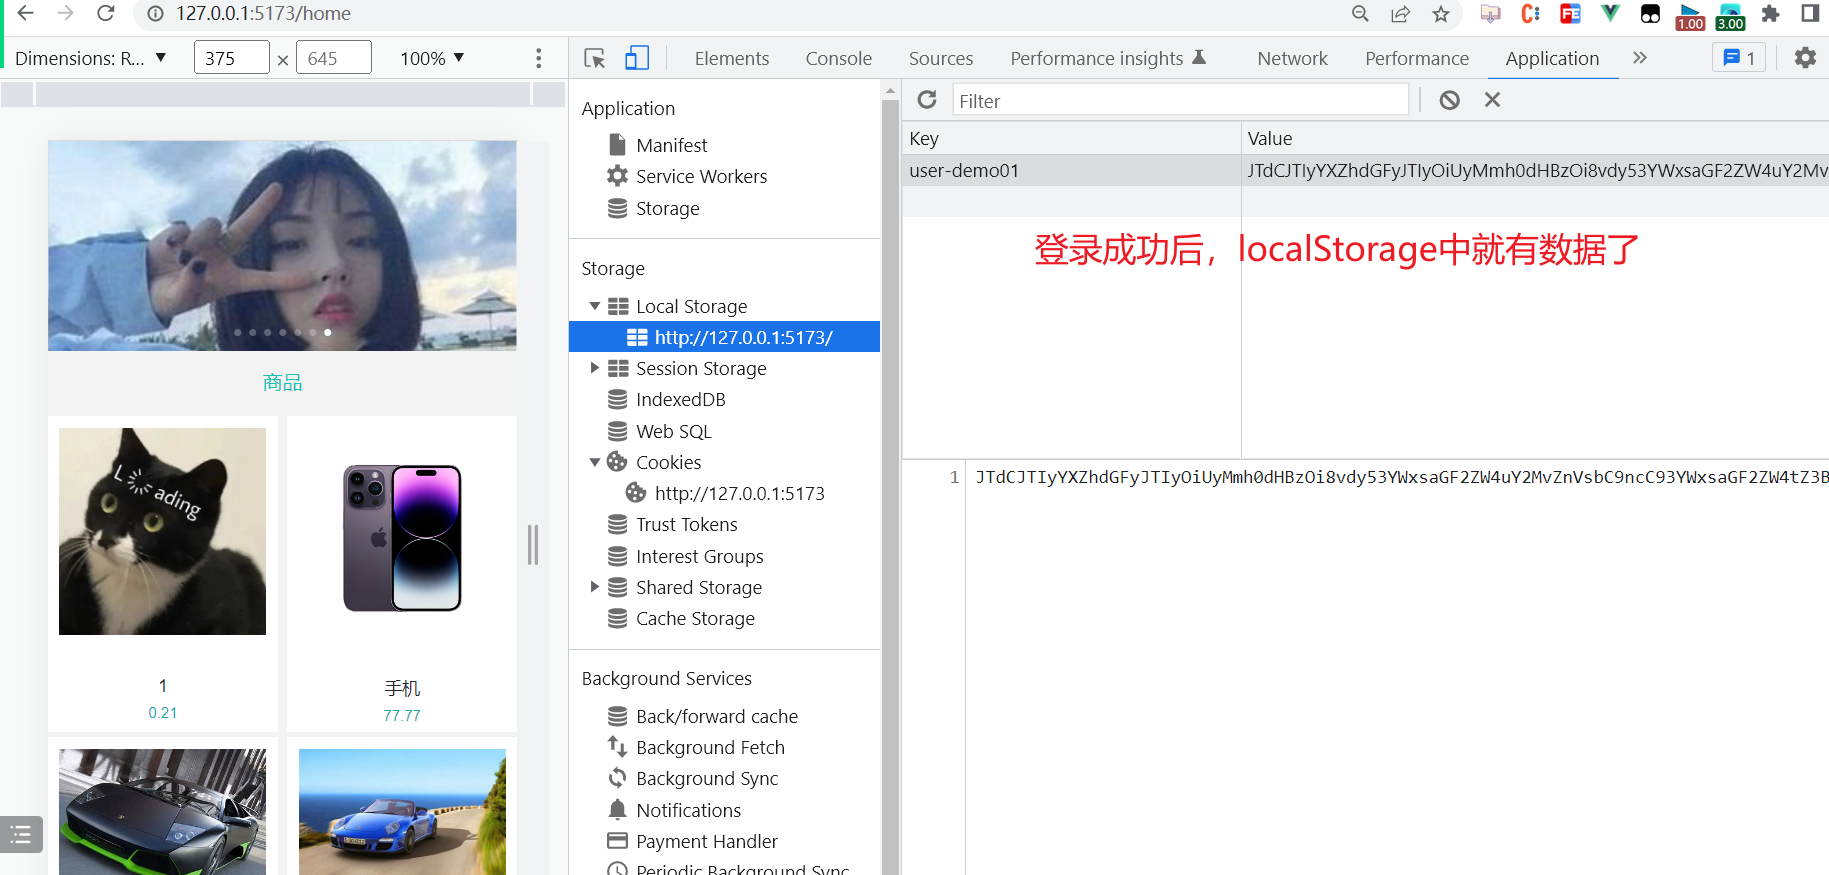 127.0.0.1:5173/home
1.00
3.00
Dimensions: R... ▼ 375 × 645 100% ▼
Elements Console Sources Performance insights Network Performance Application » 1
Application
Manifest
Service Workers
Storage
Storage
Local Storage
http://127.0.0.1:5173/
Session Storage
IndexedDB
Web SQL
Cookies
http://127.0.0.1:5173
Trust Tokens
Interest Groups
Shared Storage
Cache Storage
Background Services
Back/forward cache
Background Fetch
Background Sync
Notifications
Payment Handler
Periodic Background Sync
Filter
Key Value
user-demo01 JTdCJTIyYXZhdGFyJTIyOiUyMmh0dHBzOi8vdy53YWxsaGF2ZW4uY2Mv
登录成功后，localStorage中就有数据了
1 JTdCJTIyYXZhdGFyJTIyOiUyMmh0dHBzOi8vdy53YWxsaGF2ZW4uY2MvZnVsbC9ncC93YWxsaGF2ZW4tZ3B
商品
L ading
1
0.21
手机
77.77